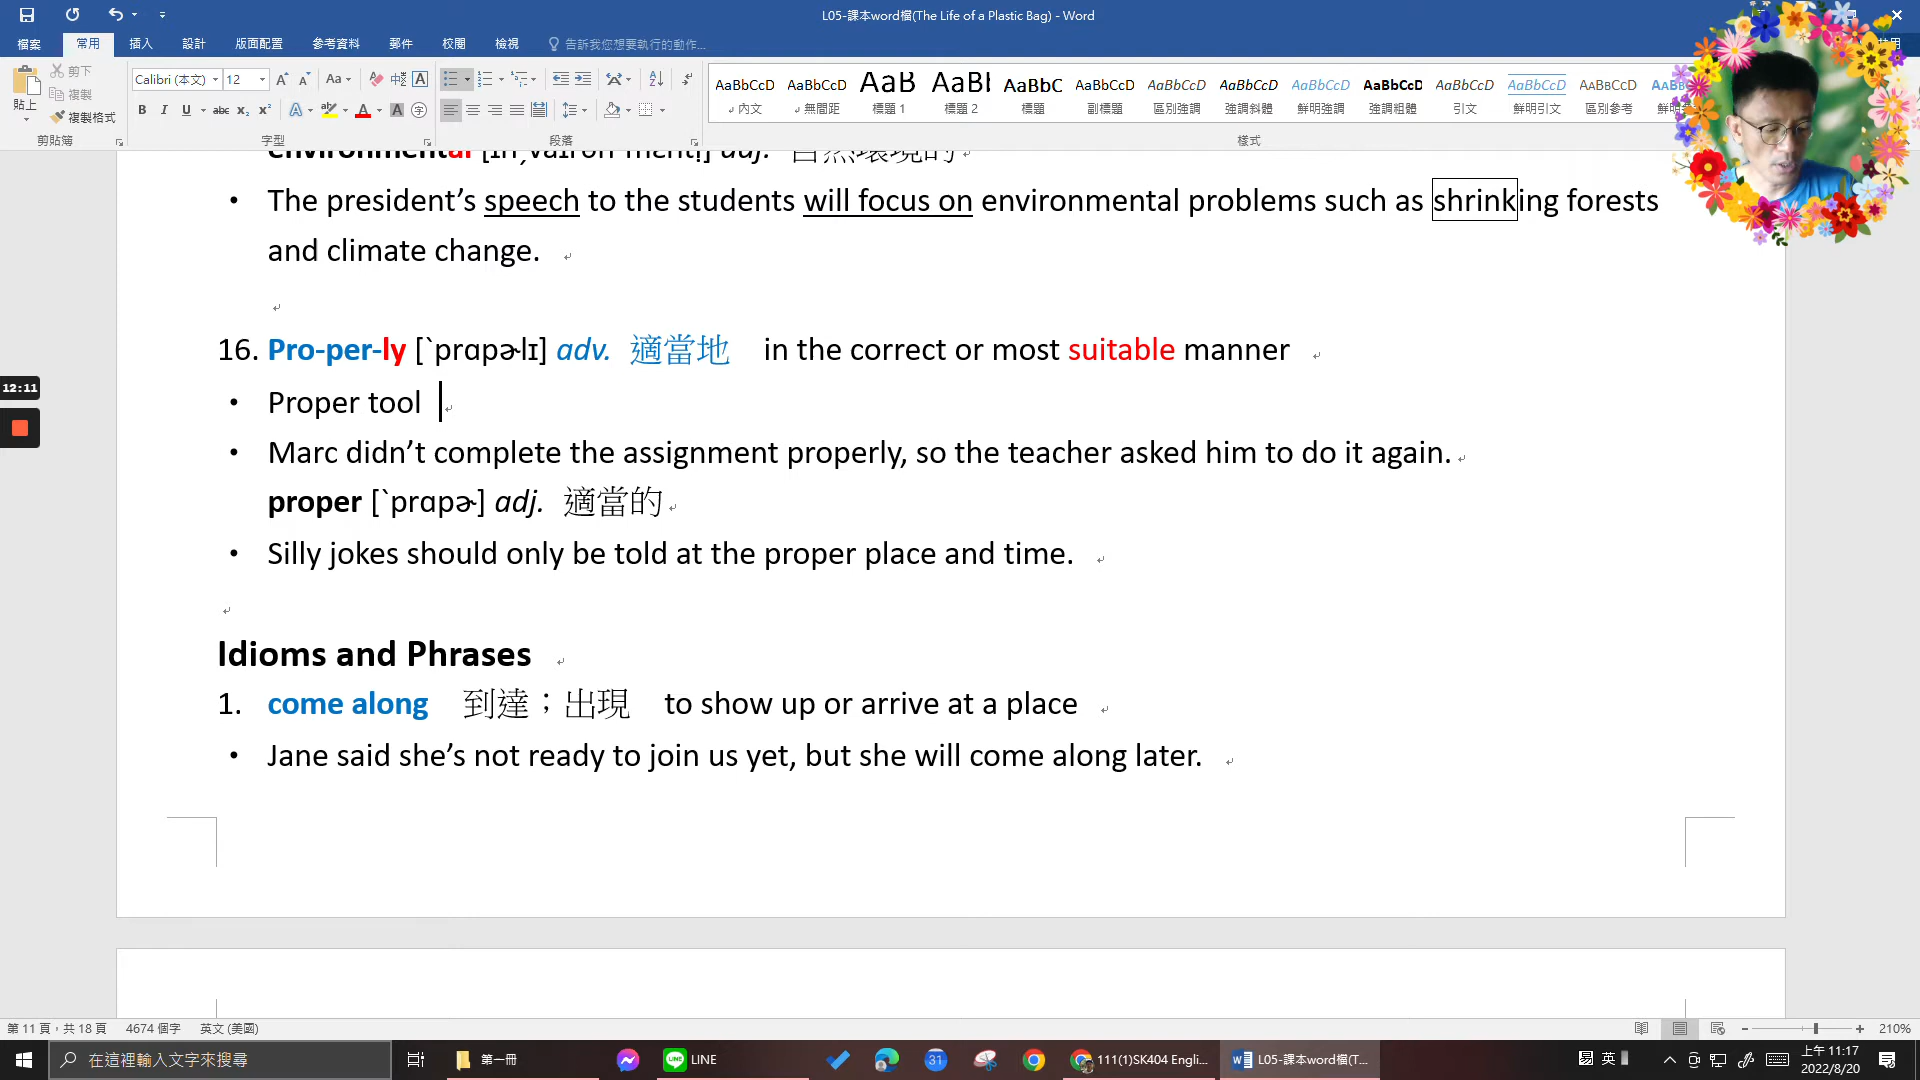 L05-課本word檔(The Life of a Plastic Bag) - Word
檔案 常用 插入 設計 版面配置 參考資料 郵件 校閱 檢視 告訴我您想要執行的動作...
貼上 剪下 複製 複製格式
Calibri (本文) 12
AaBbCcD AaBbCcD AaB AaBl AaBbC AaBbCcD AaBbCcD AaBbCcD AaBbCcD AaBbCcD AaBbCcD AaBbCcD AaBbCcD
內文 無間距 標題 1 標題 2 標題 副標題 區別強調 強調斜體 鮮明強調 強調粗體 引文 鮮明引文 區別參考
剪貼簿 字型 段落 樣式
environmental adj. 自然環境的
• The president’s speech to the students will focus on environmental problems such as shrinking forests
and climate change.
16. Pro-per-ly [ˋprɑpɚlɪ] adv. 適當地 in the correct or most suitable manner
• Proper tool
• Marc didn’t complete the assignment properly, so the teacher asked him to do it again.
proper [ˋprɑpɚ] adj. 適當的
• Silly jokes should only be told at the proper place and time.
Idioms and Phrases
1. come along 到達；出現 to show up or arrive at a place
• Jane said she’s not ready to join us yet, but she will come along later.
12:11
第 11 頁，共 18 頁 4674 個字 英文 (美國) 210%
在這裡輸入文字來搜尋 第一冊 LINE 31 111(1)SK404 Engli... L05-課本word檔(T... 英 上午 11:17
2022/8/20